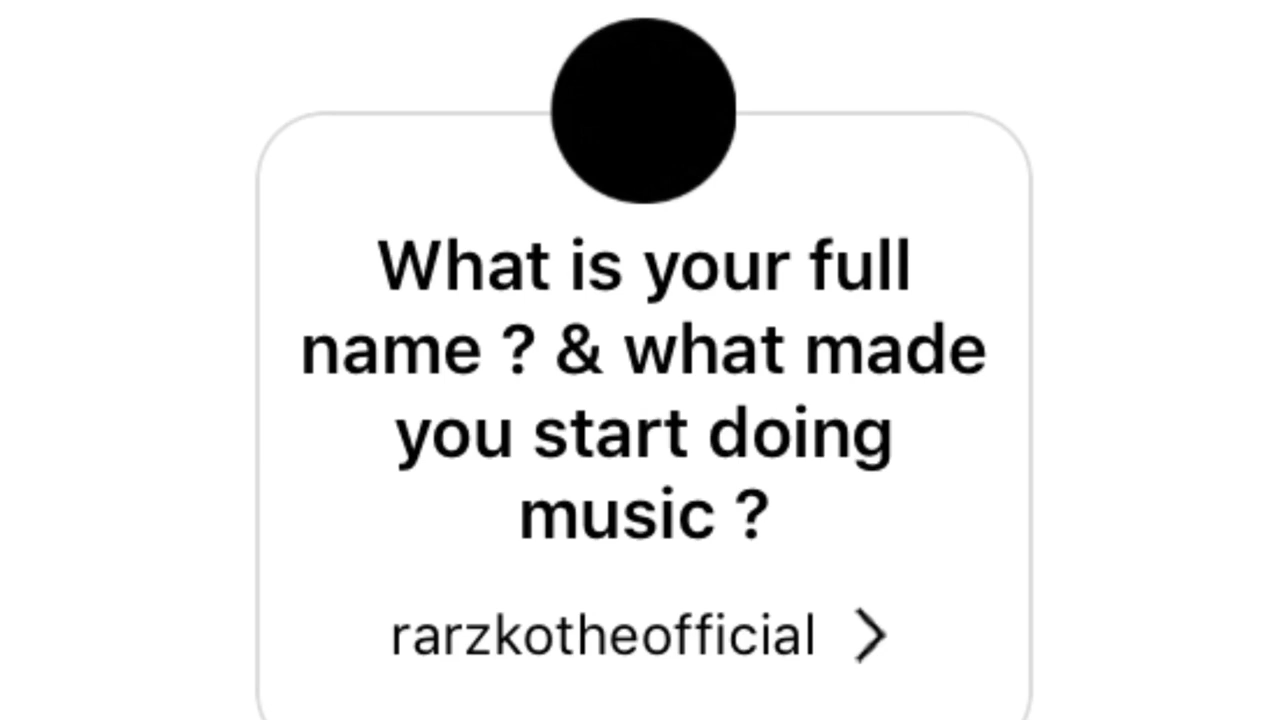 What is your full
name ? & what made
you start doing
music ?
rarzkotheofficial >